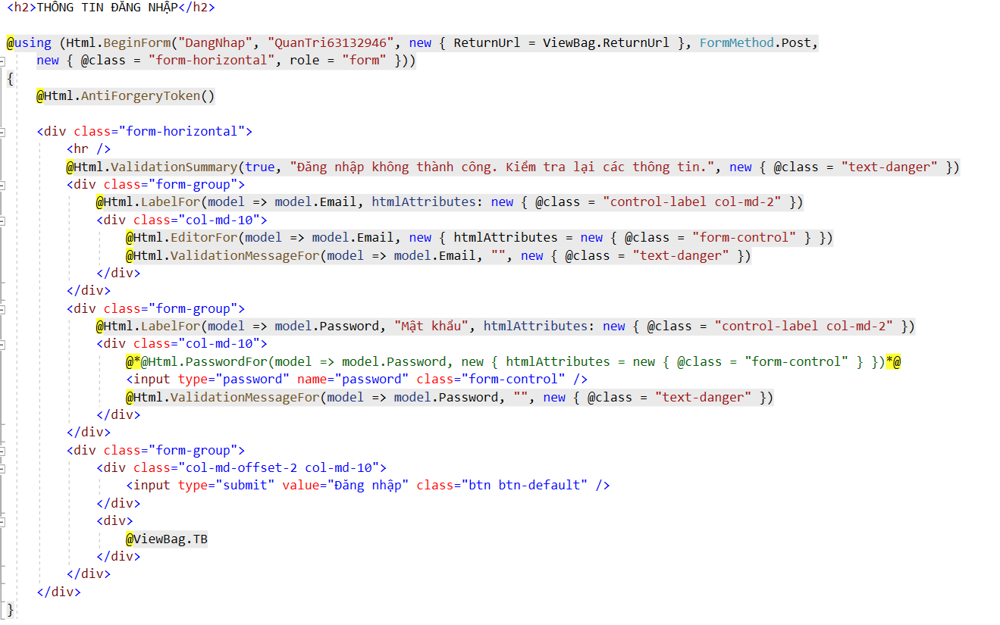 <h2>THÔNG TIN ĐĂNG NHẬP</h2>
@using (Html.BeginForm("DangNhap", "QuanTri63132946", new { ReturnUrl = ViewBag.ReturnUrl }, FormMethod.Post,
new { @class = "form-horizontal", role = "form" }))
{
@Html.AntiForgeryToken()
<div class="form-horizontal">
<hr />
@Html.ValidationSummary(true, "Đăng nhập không thành công. Kiểm tra lại các thông tin.", new { @class = "text-danger" })
<div class="form-group">
@Html.LabelFor(model => model.Email, htmlAttributes: new { @class = "control-label col-md-2" })
<div class="col-md-10">
@Html.EditorFor(model => model.Email, new { htmlAttributes = new { @class = "form-control" } })
@Html.ValidationMessageFor(model => model.Email, "", new { @class = "text-danger" })
</div>
</div>
<div class="form-group">
@Html.LabelFor(model => model.Password, "Mật khẩu", htmlAttributes: new { @class = "control-label col-md-2" })
<div class="col-md-10">
@*@Html.PasswordFor(model => model.Password, new { htmlAttributes = new { @class = "form-control" } })*@
<input type="password" name="password" class="form-control" />
@Html.ValidationMessageFor(model => model.Password, "", new { @class = "text-danger" })
</div>
</div>
<div class="form-group">
<div class="col-md-offset-2 col-md-10">
<input type="submit" value="Đăng nhập" class="btn btn-default" />
</div>
<div>
@ViewBag.TB
</div>
</div>
</div>
}